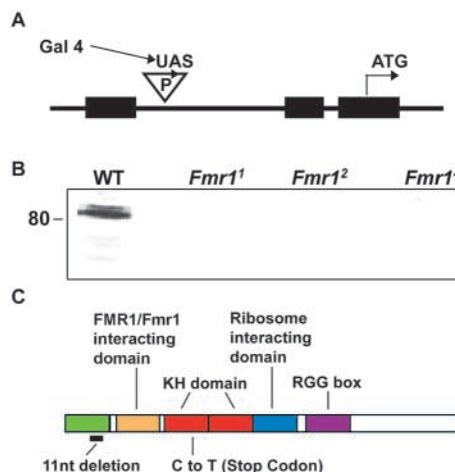 A
Gal 4
UAS
P
ATG
B
WT Fmr1¹ Fmr1²
80
C
FMR1/Fmr1
interacting
domain
Ribosome
interacting
domain
KH domain
RGG box
11nt deletion
C to T (Stop Codon)